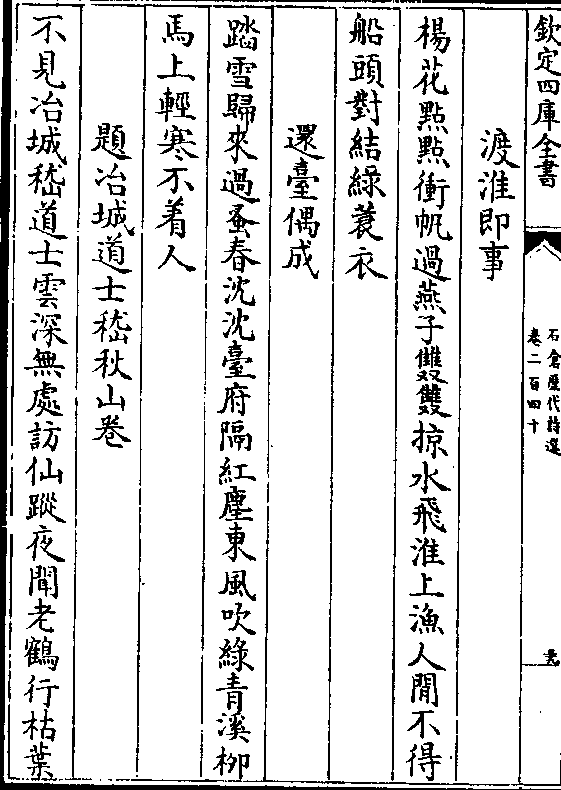 欽定四庫全書
石倉歷代詩選
卷二百四十
渡淮即事
楊花點點衝帆過燕子雙雙掠水飛淮上漁人閒不得
船頭對結綠蓑衣
還臺偶成
踏雪歸來過蚤春沈沈臺府隔紅塵東風吹綠青溪柳
馬上輕寒不着人
題冶城道士嵇秋山卷
不見冶城嵇道士雲深無處訪仙蹤夜聞老鶴行枯葉